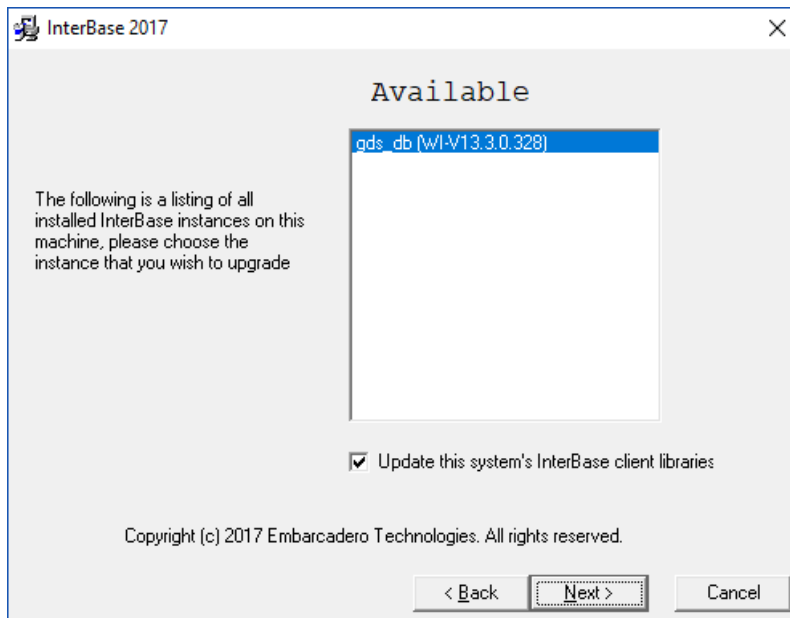 InterBase 2017
Available
gds_db (WI-V13.3.0.328)
The following is a listing of all
installed InterBase instances on this
machine, please choose the
instance that you wish to upgrade
Update this system's InterBase client libraries
Copyright (c) 2017 Embarcadero Technologies. All rights reserved.
< Back
Next >
Cancel